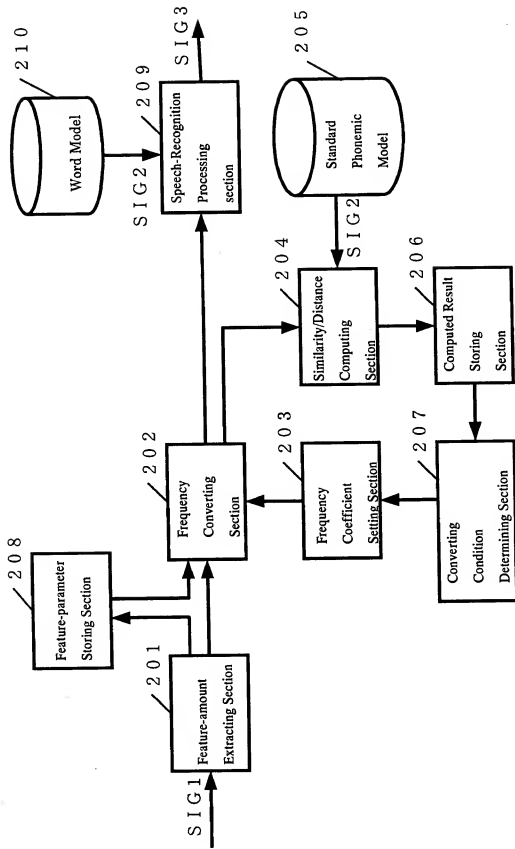 210
Word Model
SIG2
209
Speech-Recognition
Processing
section
SIG3
205
Standard
Phonemic
Model
SIG2
204
Similarity/Distance
Computing
Section
206
Computed Result
Storing
Section
202
Frequency
Converting
Section
203
Frequency
Coefficient
Setting Section
207
Converting
Condition
Determining Section
208
Feature-parameter
Storing Section
201
Feature-amount
Extracting Section
SIG1